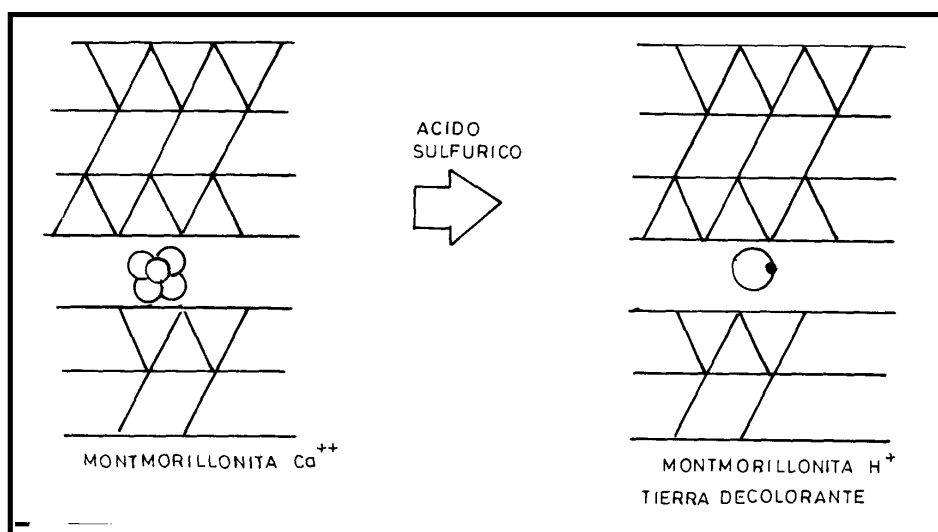 ACIDO
SULFURICO
MONTMORILLONITA Ca++
MONTMORILLONITA H+
TIERRA DECOLORANTE